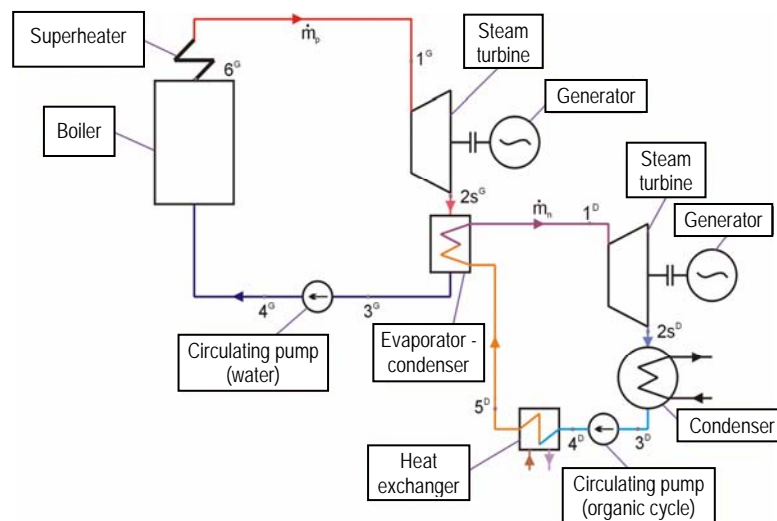 Superheater
ṁₚ
6ᴳ
1ᴳ
Steam
turbine
Generator
Boiler
Steam
turbine
2sᴳ
ṁₙ
1ᴰ
Generator
4ᴳ
3ᴳ
Circulating pump
(water)
Evaporator -
condenser
2sᴰ
5ᴰ
Condenser
4ᴰ
3ᴰ
Heat
exchanger
Circulating pump
(organic cycle)